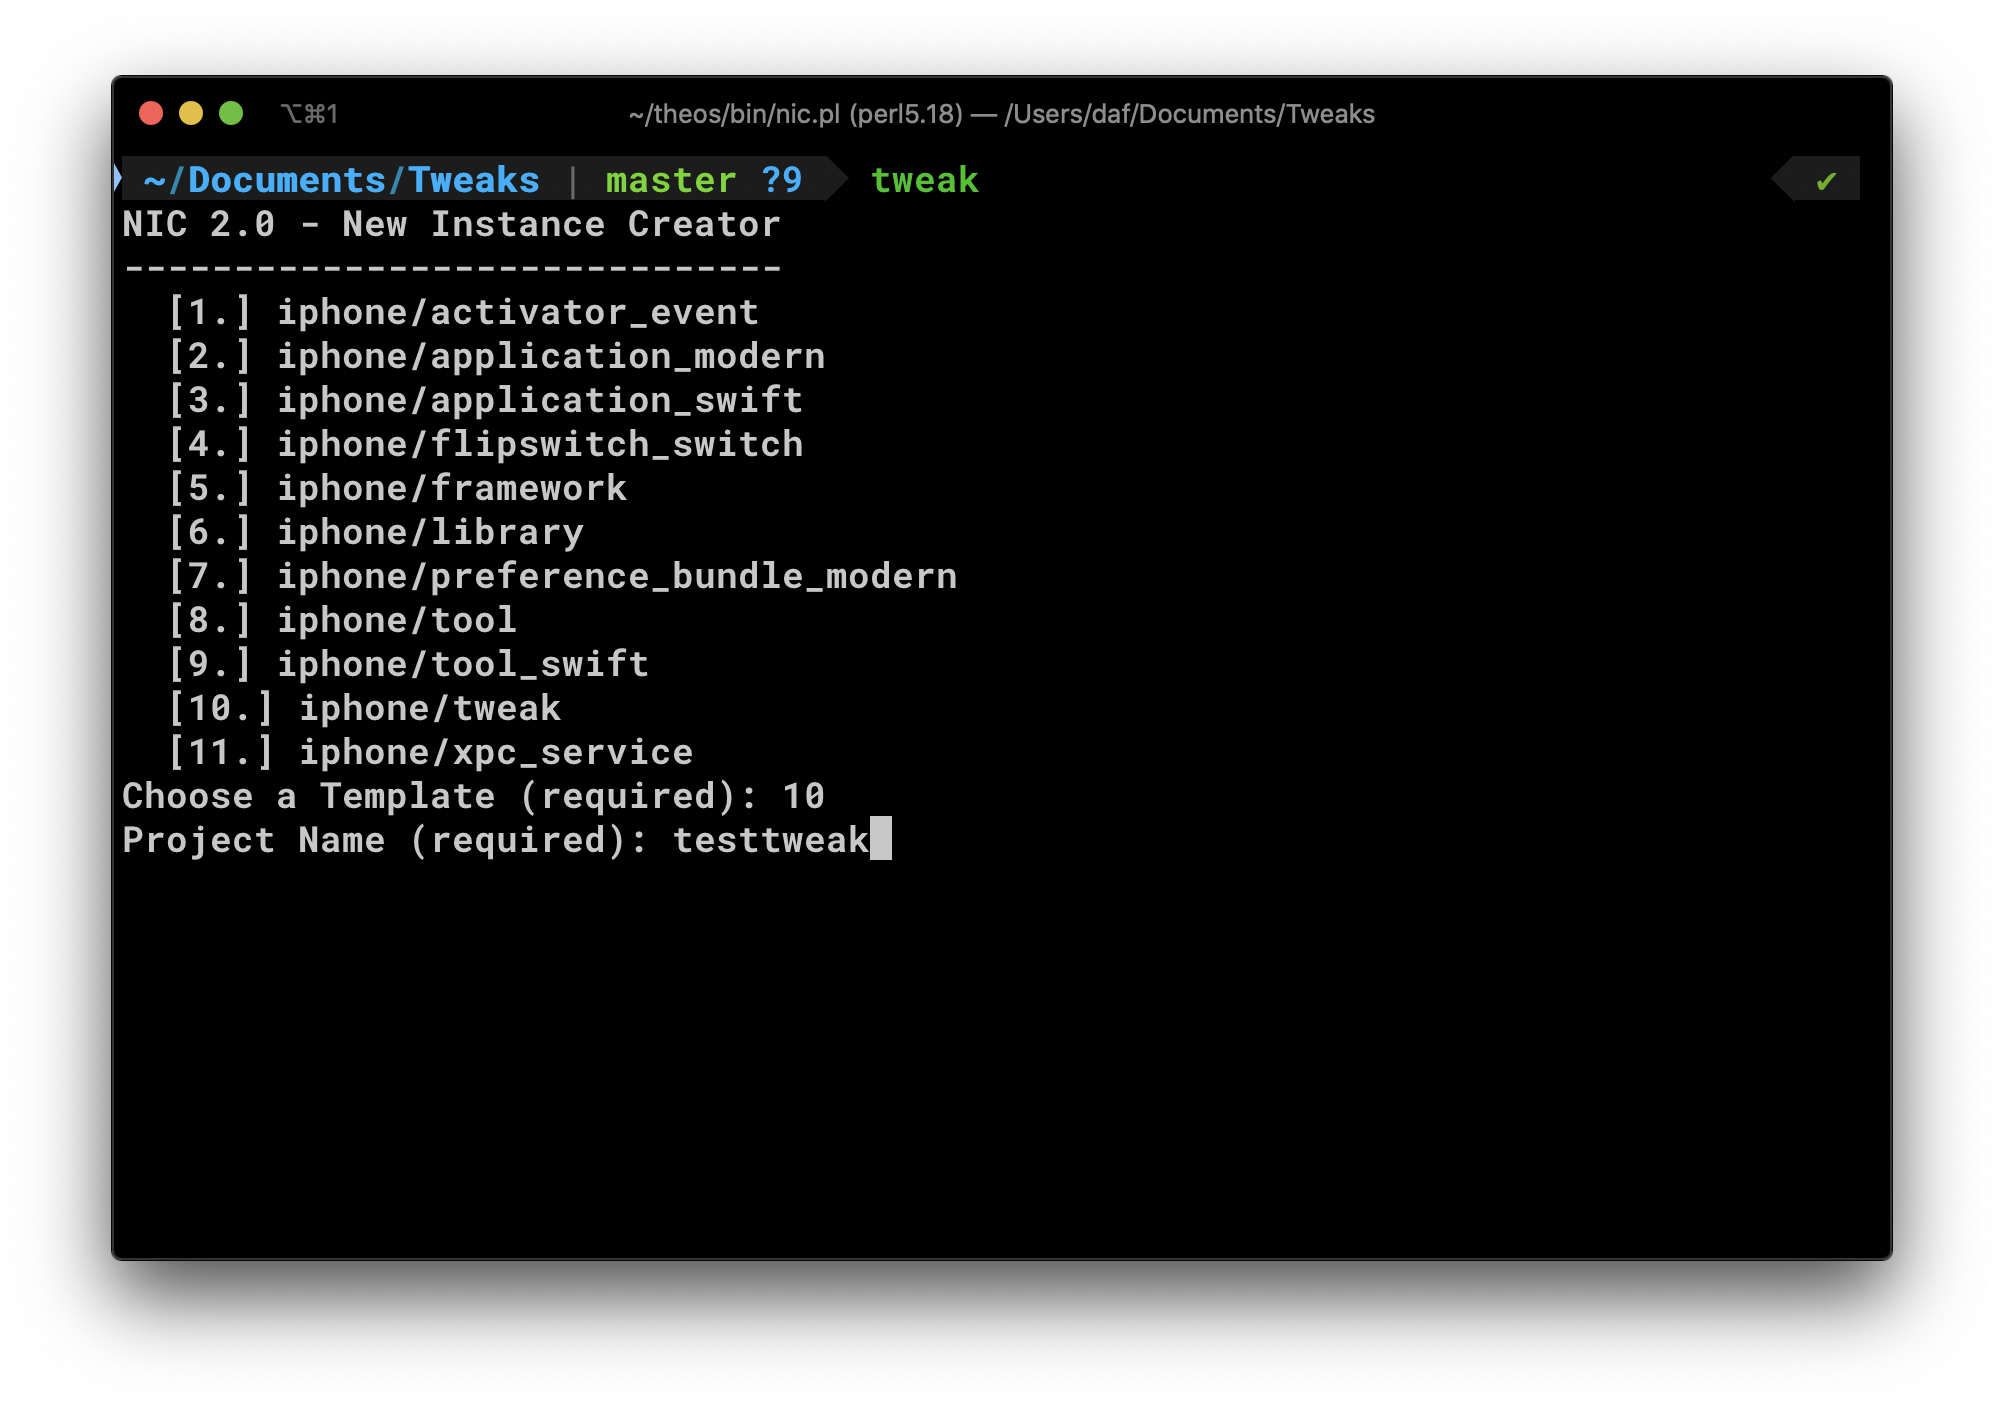 ⌥⌘1 ~/theos/bin/nic.pl (perl5.18) — /Users/daf/Documents/Tweaks
~/Documents/Tweaks | master ?9 tweak ✔
NIC 2.0 - New Instance Creator
------------------------------
[1.] iphone/activator_event
[2.] iphone/application_modern
[3.] iphone/application_swift
[4.] iphone/flipswitch_switch
[5.] iphone/framework
[6.] iphone/library
[7.] iphone/preference_bundle_modern
[8.] iphone/tool
[9.] iphone/tool_swift
[10.] iphone/tweak
[11.] iphone/xpc_service
Choose a Template (required): 10
Project Name (required): testtweak